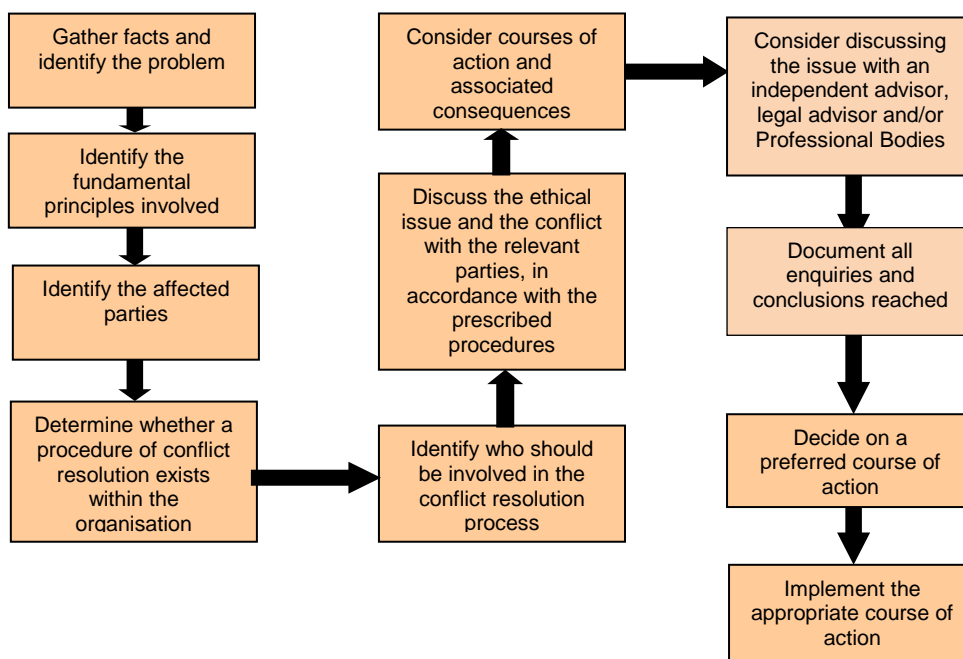 Gather facts and
identify the problem
Identify the
fundamental
principles involved
Identify the affected
parties
Determine whether a
procedure of conflict
resolution exists
within the
organisation
Identify who should
be involved in the
conflict resolution
process
Discuss the ethical
issue and the conflict
with the relevant
parties, in
accordance with the
prescribed
procedures
Consider courses of
action and
associated
consequences
Consider discussing
the issue with an
independent advisor,
legal advisor and/or
Professional Bodies
Document all
enquiries and
conclusions reached
Decide on a
preferred course of
action
Implement the
appropriate course of
action